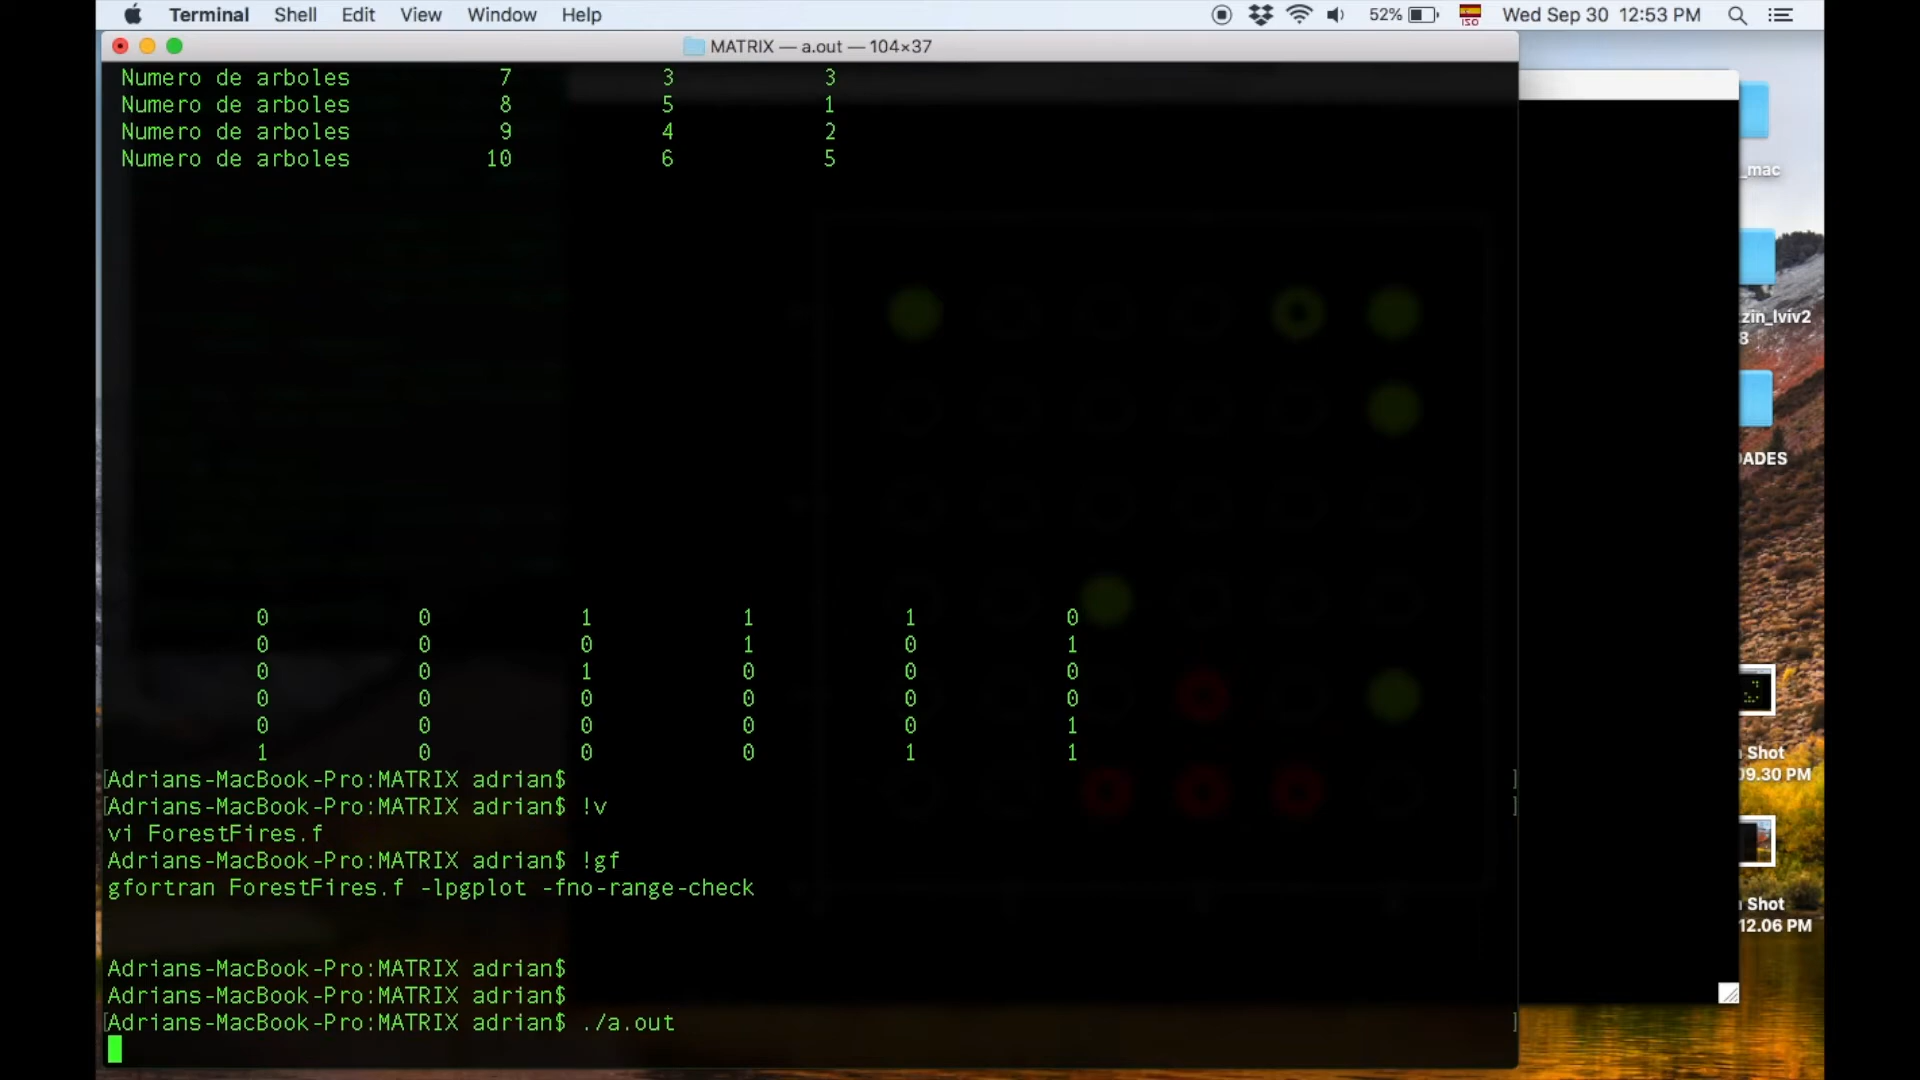 Terminal Shell Edit View Window Help 52% ISO Wed Sep 30 12:53 PM
MATRIX — a.out — 104×37
Numero de arboles 7 3 3
Numero de arboles 8 5 1
Numero de arboles 9 4 2
Numero de arboles 10 6 5
_mac
zin_lviv2
8
ADES
0 0 1 1 1 0
0 0 0 1 0 1
0 0 1 0 0 0
0 0 0 0 0 0
0 0 0 0 0 1
1 0 0 0 1 1
[Adrians-MacBook-Pro:MATRIX adrian$ ]
[Adrians-MacBook-Pro:MATRIX adrian$ !v ]
vi ForestFires.f
Adrians-MacBook-Pro:MATRIX adrian$ !gf
gfortran ForestFires.f -lpgplot -fno-range-check
Adrians-MacBook-Pro:MATRIX adrian$
Adrians-MacBook-Pro:MATRIX adrian$
[Adrians-MacBook-Pro:MATRIX adrian$ ./a.out ]
Shot
09.30 PM
Shot
12.06 PM